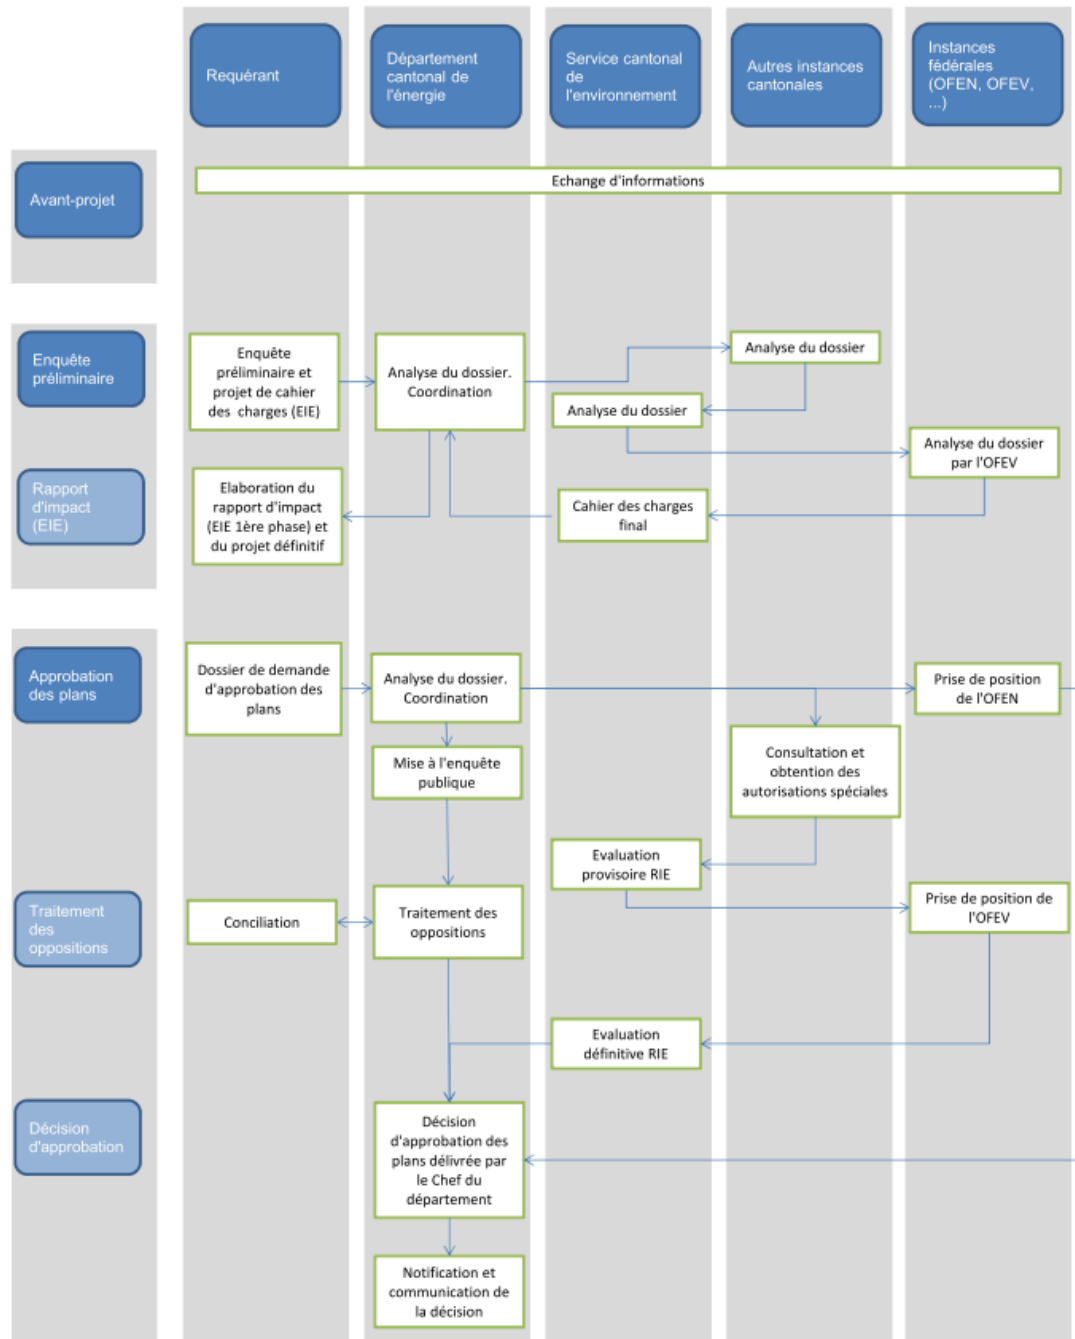 Requérant
Département
cantonal de
l'énergie
Service cantonal
de
l'environnement
Autres instances
cantonales
Instances
fédérales
(OFEN, OFEV,
...)
Avant-projet
Echange d'informations
Enquête
préliminaire
Enquête
préliminaire et
projet de cahier
des charges (EIE)
Analyse du dossier.
Coordination
Analyse du dossier
Analyse du dossier
Analyse du dossier
par l'OFEV
Rapport
d'impact
(EIE)
Elaboration du
rapport d'impact
(EIE 1ère phase) et
du projet définitif
Cahier des charges
final
Approbation
des plans
Dossier de demande
d'approbation des
plans
Analyse du dossier.
Coordination
Prise de position
de l'OFEN
Mise à l'enquête
publique
Consultation et
obtention des
autorisations spéciales
Evaluation
provisoire RIE
Traitement
des
oppositions
Conciliation
Traitement des
oppositions
Prise de position de
l'OFEV
Evaluation
définitive RIE
Décision
d'approbation
Décision
d'approbation des
plans délivrée par
le Chef du
département
Notification et
communication de
la décision